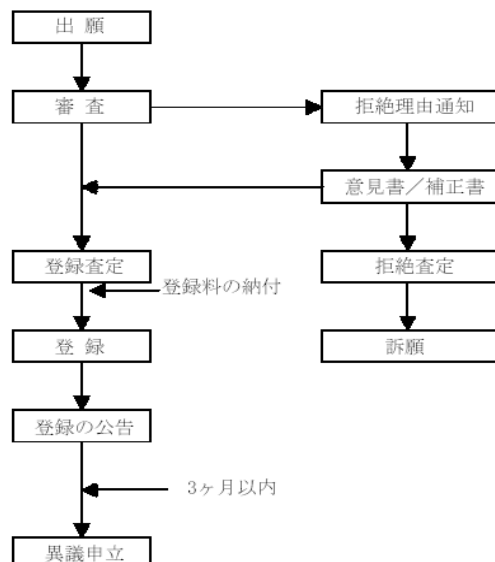 出 願
審 査
拒絶理由通知
意見書／補正書
登録査定
拒絶査定
登録料の納付
登 録
訴願
登録の公告
3ヶ月以内
異議申立